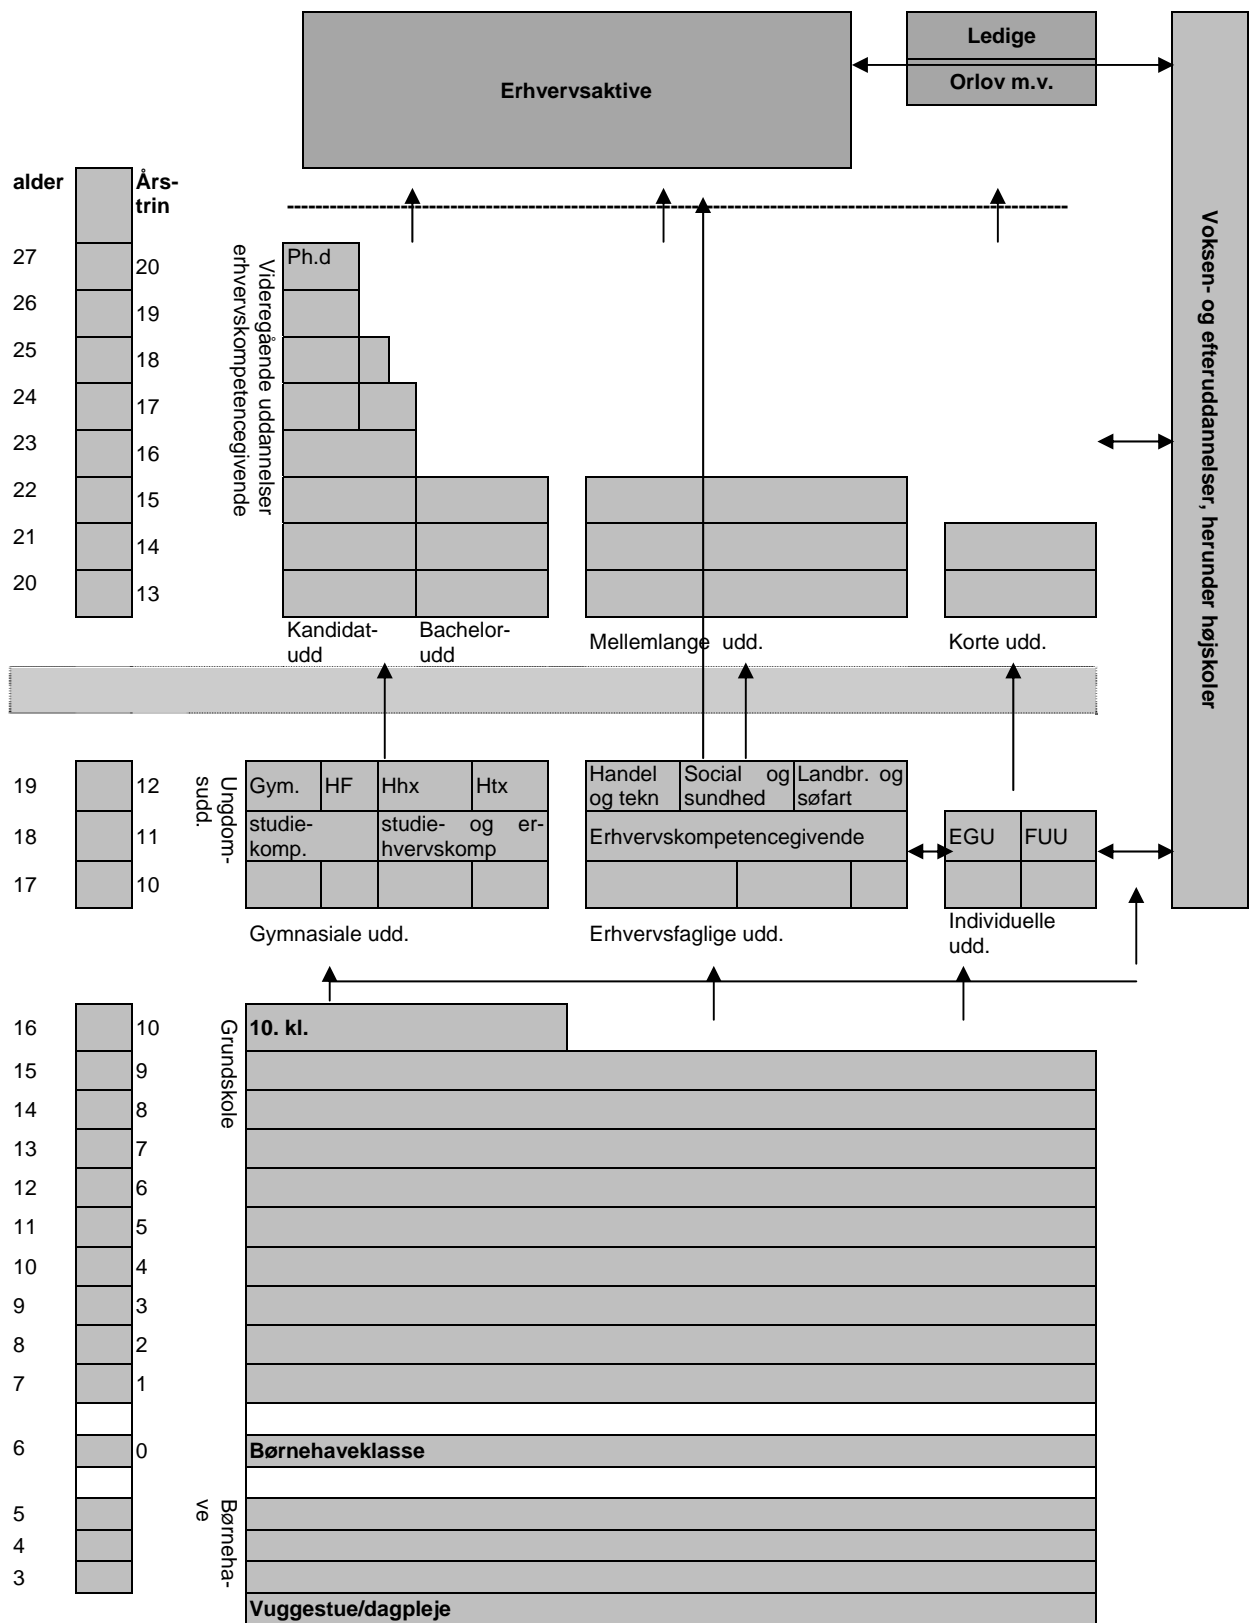 Ledige
Erhvervsaktive
Orlov m.v.
alder
Års-
trin
Voksen- og efteruddannelser, herunder højskoler
Videregående uddannelser
erhvervskompetencegivende
27
20
Ph.d
26
19
25
18
24
17
23
16
22
15
21
14
20
13
Kandidat-
udd
Bachelor-
udd
Mellemlange udd.
Korte udd.
Ungdom-
sudd.
19
12
Gym.
HF
Hhx
Htx
Handel
og tekn
Social og
sundhed
Landbr. og
søfart
18
11
studie-
komp.
studie- og er-
hvervskomp
Erhvervskompetencegivende
EGU
FUU
17
10
Gymnasiale udd.
Erhvervsfaglige udd.
Individuelle
udd.
16
10
Grundskole
10. kl.
15
9
14
8
13
7
12
6
11
5
10
4
9
3
8
2
7
1
6
0
Børnehaveklasse
Børneha-
ve
5
4
3
Vuggestue/dagpleje